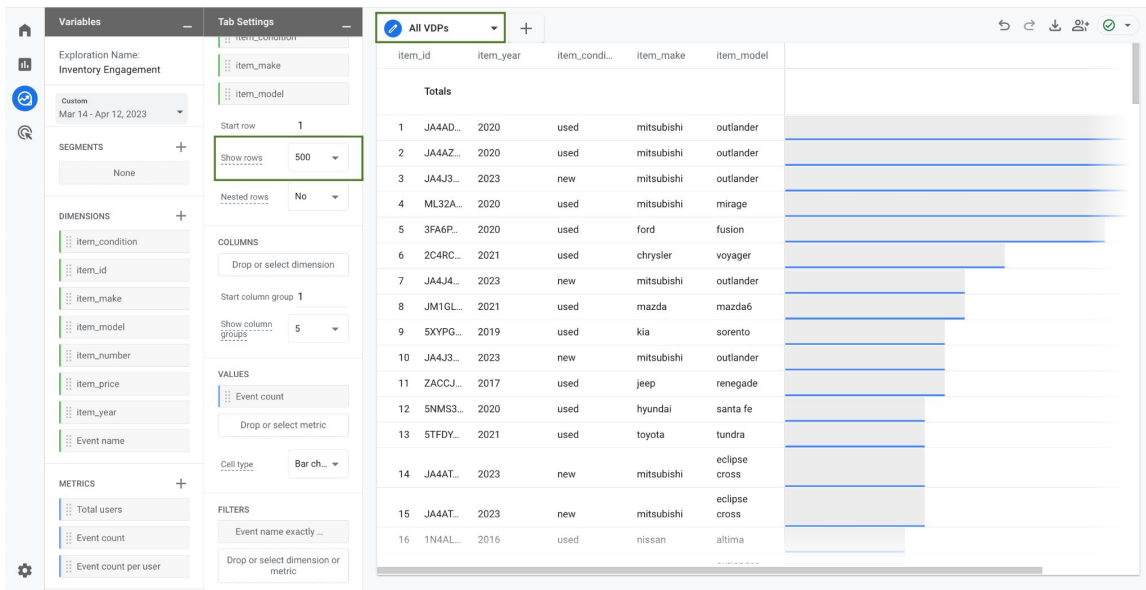 Variables
Exploration Name:
Inventory Engagement
Custom
Mar 14 - Apr 12, 2023
SEGMENTS
None
DIMENSIONS
item_condition
item_id
item_make
item_model
item_number
item_price
item_year
Event name
METRICS
Total users
Event count
Event count per user
Tab Settings
item_condition
item_make
item_model
Start row 1
Show rows 500
Nested rows No
COLUMNS
Drop or select dimension
Start column group 1
Show column
groups 5
VALUES
Event count
Drop or select metric
Cell type Bar ch...
FILTERS
Event name exactly ...
Drop or select dimension or
metric
All VDPs
item_id item_year item_condi... item_make item_model
Totals
1 JA4AD... 2020 used mitsubishi outlander
2 JA4AZ... 2020 used mitsubishi outlander
3 JA4J3... 2023 new mitsubishi outlander
4 ML32A... 2020 used mitsubishi mirage
5 3FA6P... 2020 used ford fusion
6 2C4RC... 2021 used chrysler voyager
7 JA4J4... 2023 new mitsubishi outlander
8 JM1GL... 2021 used mazda mazda6
9 5XYPG... 2019 used kia sorento
10 JA4J3... 2023 new mitsubishi outlander
11 ZACCJ... 2017 used jeep renegade
12 5NMS3... 2020 used hyundai santa fe
13 5TFDY... 2021 used toyota tundra
eclipse
14 JA4AT... 2023 new mitsubishi cross
eclipse
15 JA4AT... 2023 new mitsubishi cross
16 1N4AL... 2016 used nissan altima